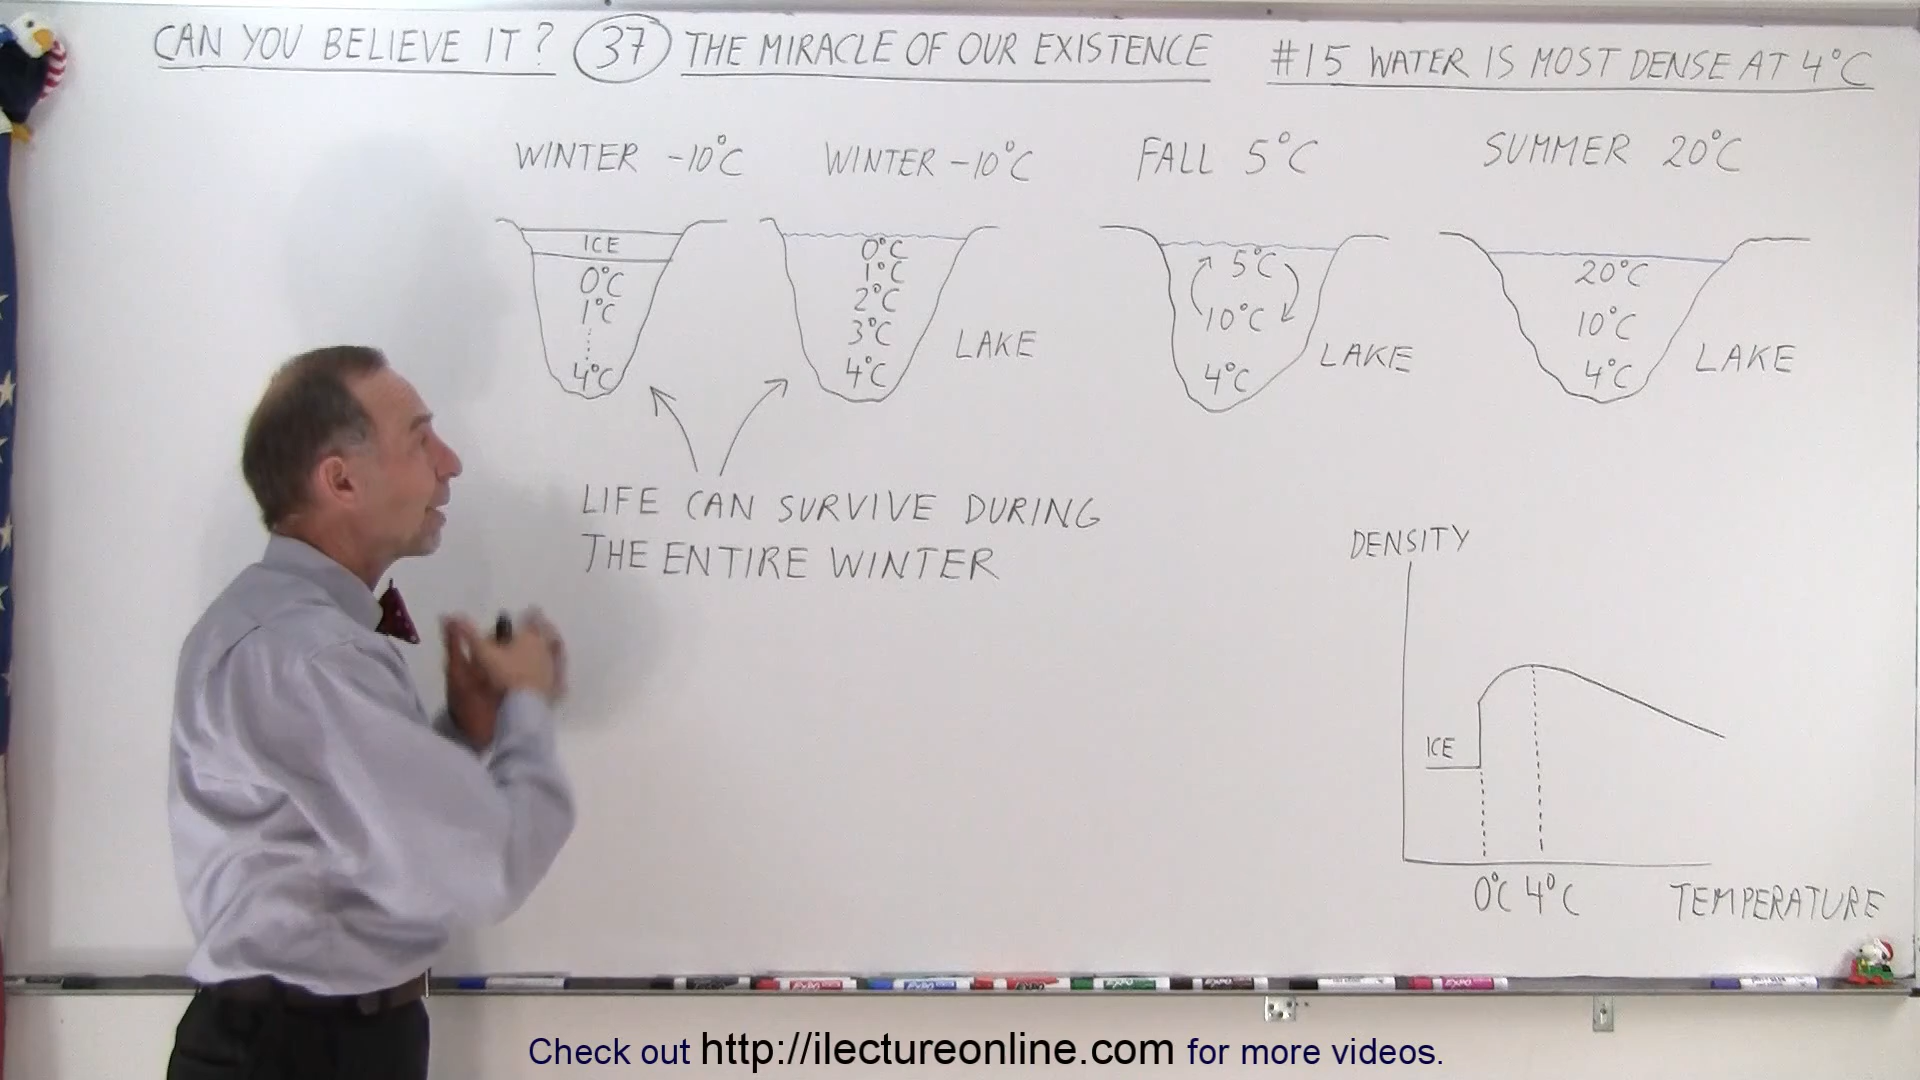 CAN YOU BELIEVE IT? 37 THE MIRACLE OF OUR EXISTENCE #15 WATER IS MOST DENSE AT 4°C
WINTER -10°C
ICE
0°C
1°C
4°C
WINTER -10°C
0°C
1°C
2°C
3°C
4°C
LAKE
FALL 5°C
5°C
10°C
4°C
LAKE
SUMMER 20°C
20°C
10°C
4°C
LAKE
LIFE CAN SURVIVE DURING
THE ENTIRE WINTER
DENSITY
ICE
0°C 4°C
TEMPERATURE
Check out http://ilectureonline.com for more videos.